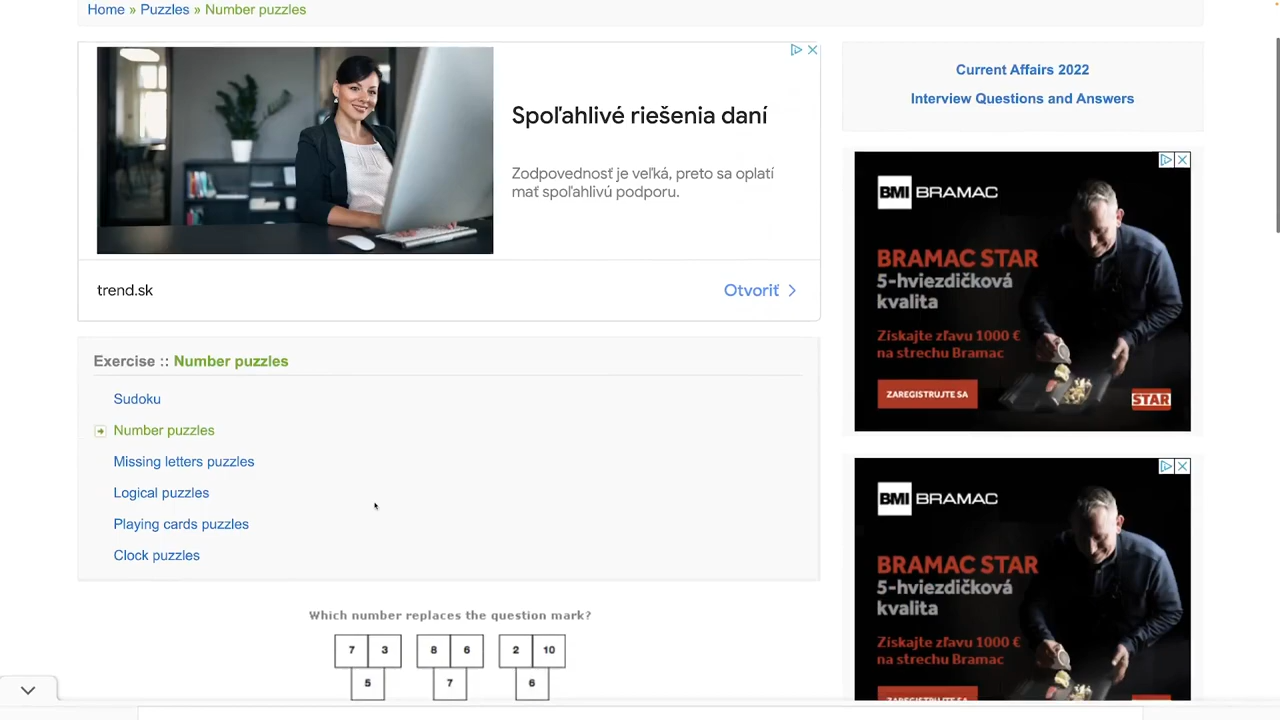 Home » Puzzles » Number puzzles
Spoľahlivé riešenia daní
Zodpovednosť je veľká, preto sa oplatí
mať spoľahlivú podporu.
trend.sk
Otvoriť
Current Affairs 2022
Interview Questions and Answers
BMI BRAMAC
BRAMAC STAR
5-hviezdičková
kvalita
Získajte zľavu 1000 €
na strechu Bramac
ZAREGISTRUJTE SA
STAR
Exercise :: Number puzzles
Sudoku
Number puzzles
Missing letters puzzles
Logical puzzles
Playing cards puzzles
Clock puzzles
Which number replaces the question mark?
7 3 8 6 2 10
5 7 6
BMI BRAMAC
BRAMAC STAR
5-hviezdičková
kvalita
Získajte zľavu 1000 €
na strechu Bramac